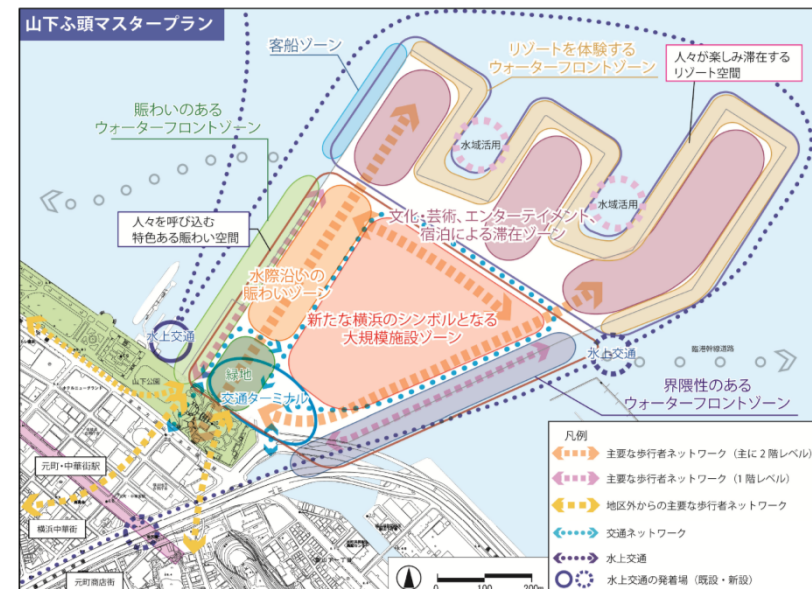 山下ふ頭マスタープラン
客船ゾーン
リゾートを体験する
ウォーターフロントゾーン
人々が楽しみ滞在する
リゾート空間
賑わいのある
ウォーターフロントゾーン
水域活用
水域活用
人々を呼び込む
特色ある賑わい空間
文化・芸術、エンターテイメント、
宿泊による滞在ゾーン
水際沿いの
賑わいゾーン
新たな横浜のシンボルとなる
大規模施設ゾーン
水上交通
水上交通
臨港幹線道路
山下公園
緑地
交通ターミナル
界隈性のある
ウォーターフロントゾーン
元町・中華街駅
横浜中華街
元町商店街
凡例
主要な歩行者ネットワーク（主に2階レベル）
主要な歩行者ネットワーク（1階レベル）
地区外からの主要な歩行者ネットワーク
交通ネットワーク
水上交通
水上交通の発着場（既設・新設）
0 100 200m